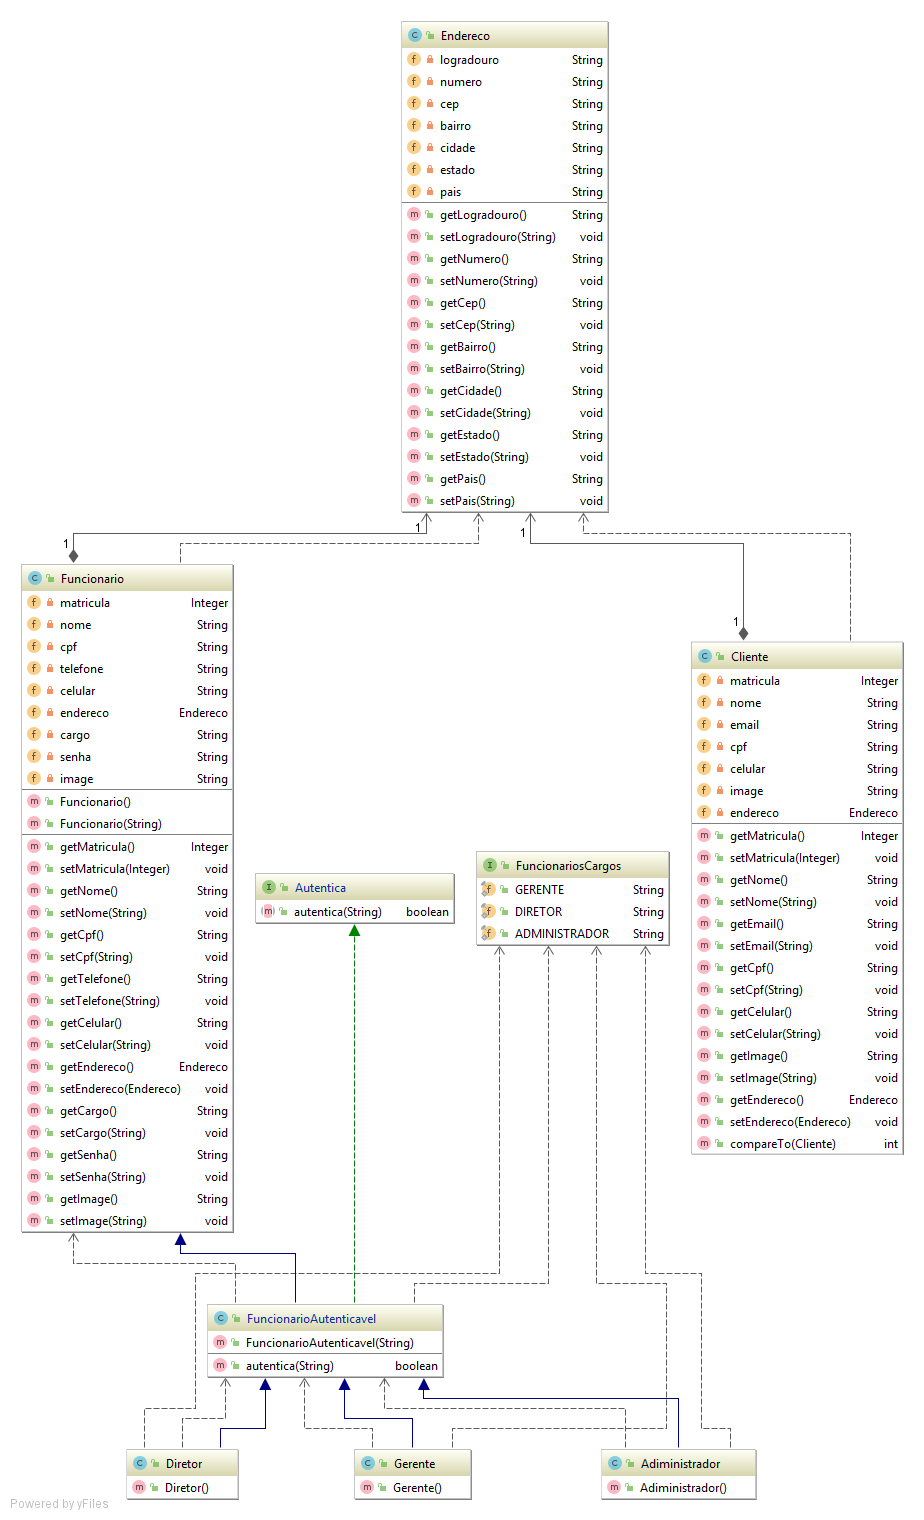 Endereco
logradouro String
numero String
cep String
bairro String
cidade String
estado String
pais String
getLogradouro() String
setLogradouro(String) void
getNumero() String
setNumero(String) void
getCep() String
setCep(String) void
getBairro() String
setBairro(String) void
getCidade() String
setCidade(String) void
getEstado() String
setEstado(String) void
getPais() String
setPais(String) void
1
1
1
1
Funcionario
matricula Integer
nome String
cpf String
telefone String
celular String
endereco Endereco
cargo String
senha String
image String
Funcionario()
Funcionario(String)
getMatricula() Integer
setMatricula(Integer) void
getNome() String
setNome(String) void
getCpf() String
setCpf(String) void
getTelefone() String
setTelefone(String) void
getCelular() String
setCelular(String) void
getEndereco() Endereco
setEndereco(Endereco) void
getCargo() String
setCargo(String) void
getSenha() String
setSenha(String) void
getImage() String
setImage(String) void
Cliente
matricula Integer
nome String
email String
cpf String
celular String
image String
endereco Endereco
getMatricula() Integer
setMatricula(Integer) void
getNome() String
setNome(String) void
getEmail() String
setEmail(String) void
getCpf() String
setCpf(String) void
getCelular() String
setCelular(String) void
getImage() String
setImage(String) void
getEndereco() Endereco
setEndereco(Endereco) void
compareTo(Cliente) int
Autentica
autentica(String) boolean
FuncionariosCargos
GERENTE String
DIRETOR String
ADMINISTRADOR String
FuncionarioAutenticavel
FuncionarioAutenticavel(String)
autentica(String) boolean
Diretor
Diretor()
Gerente
Gerente()
Adiministrador
Adiministrador()
Powered by yFiles